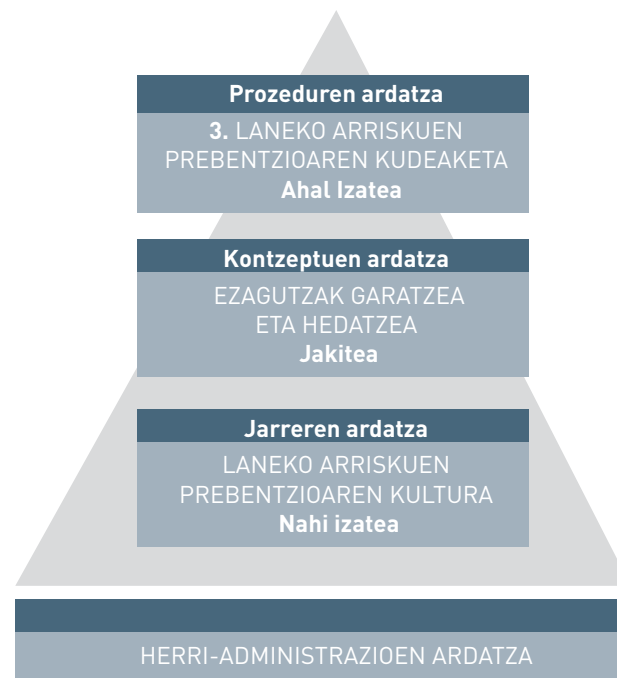 Prozeduren ardatza
3. LANEKO ARRISKUEN
PREBENTZIOAREN KUDEAKETA
Ahal Izatea
Kontzeptuen ardatza
EZAGUTZAK GARATZEA
ETA HEDATZEA
Jakitea
Jarreren ardatza
LANEKO ARRISKUEN
PREBENTZIOAREN KULTURA
Nahi izatea
HERRI-ADMINISTRAZIOEN ARDATZA